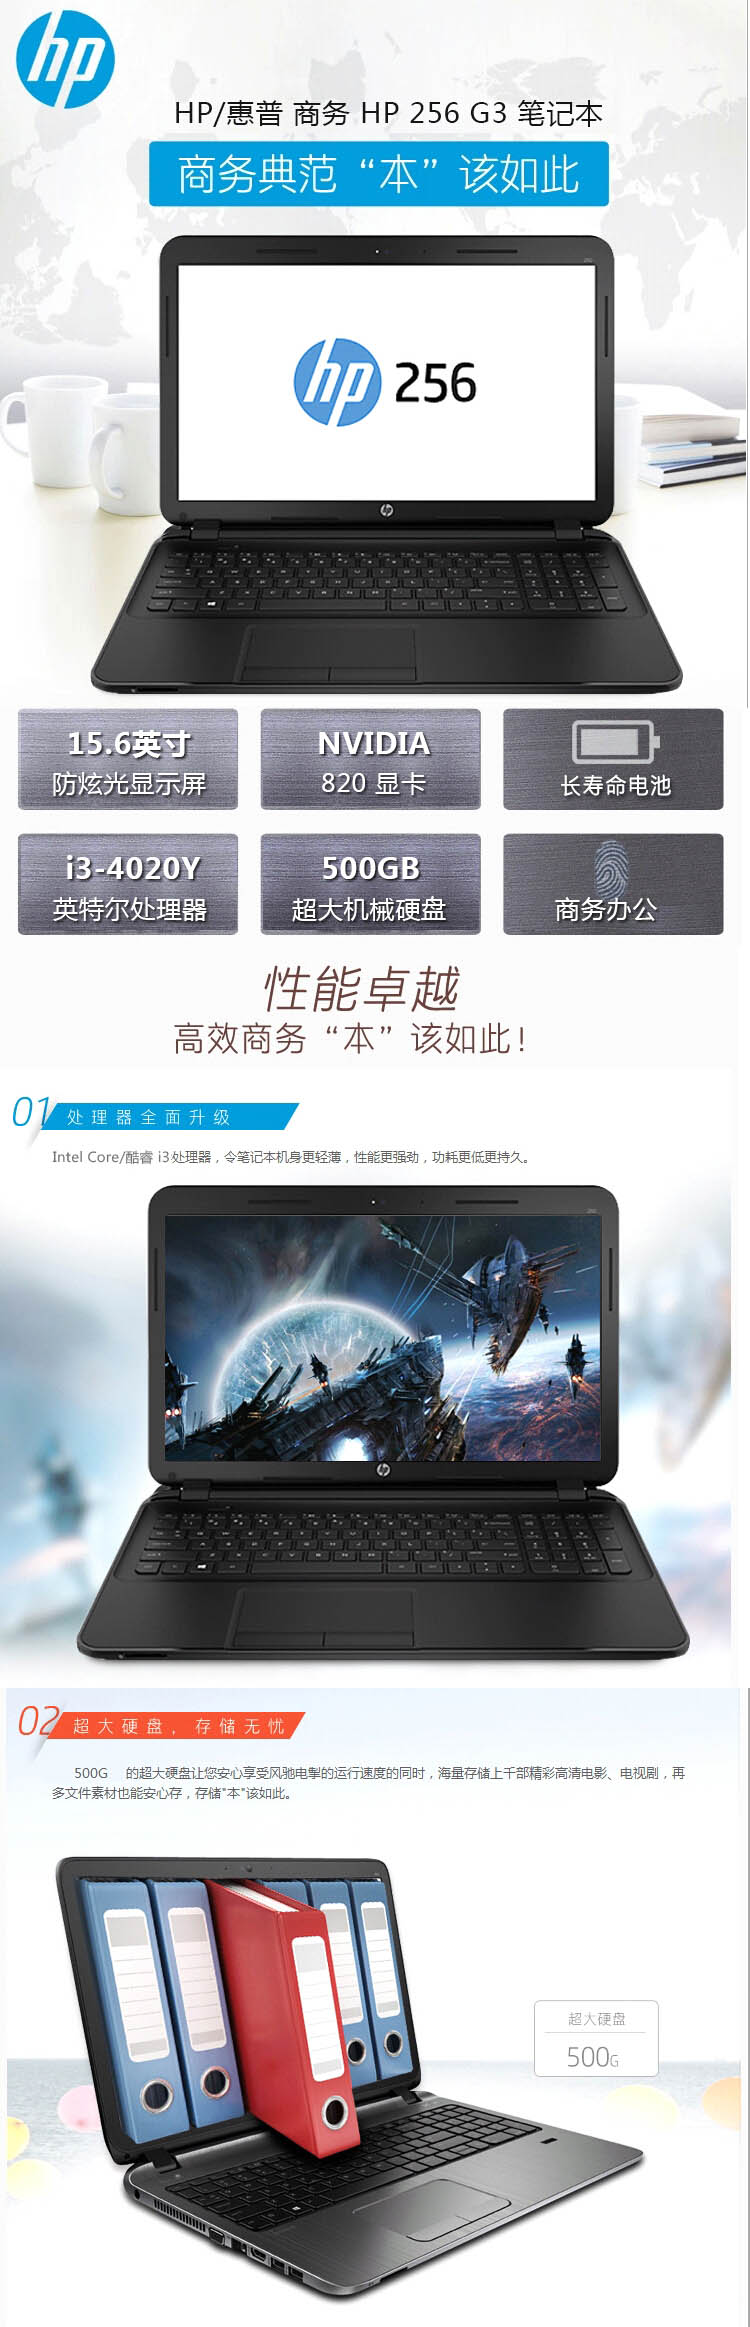 hp
HP/惠普 商务 HP 256 G3 笔记本
商务典范“本”该如此
hp 256
hp
15.6英寸
防炫光显示屏
NVIDIA
820 显卡
长寿命电池
i3-4020Y
英特尔处理器
500GB
超大机械硬盘
商务办公
性能卓越
高效商务“本”该如此！
01 处理器全面升级
Intel Core/酷睿 i3处理器，令笔记本机身更轻薄，性能更强劲，功耗更低更持久。
hp
02 超大硬盘，存储无忧
500G 的超大硬盘让您安心享受风驰电掣的运行速度的同时，海量存储上千部精彩高清电影、电视剧，再
多文件素材也能安心存，存储"本"该如此。
超大硬盘
500G